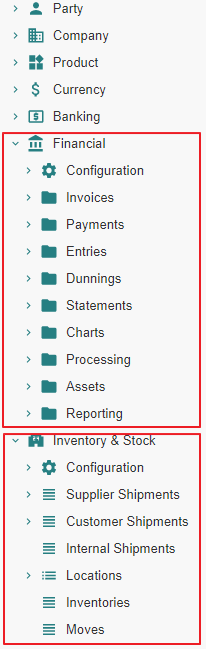 Party
Company
Product
Currency
Banking
Financial
Configuration
Invoices
Payments
Entries
Dunnings
Statements
Charts
Processing
Assets
Reporting
Inventory & Stock
Configuration
Supplier Shipments
Customer Shipments
Internal Shipments
Locations
Inventories
Moves